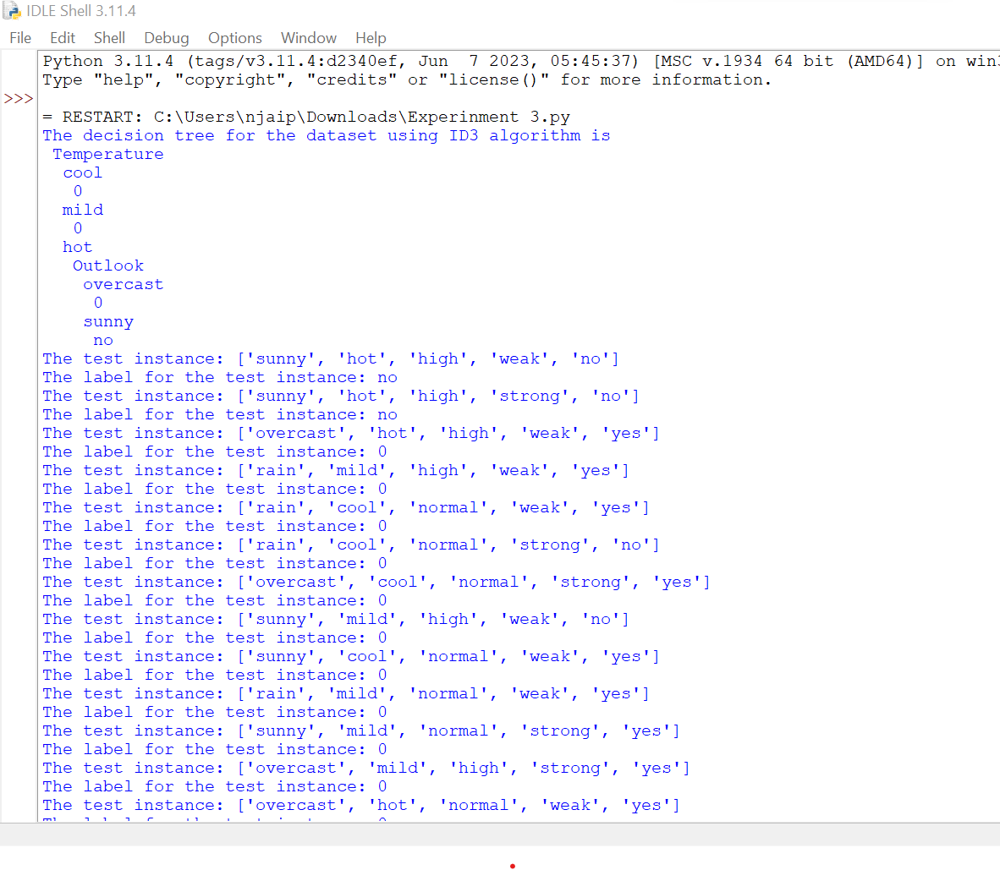 IDLE Shell 3.11.4
File Edit Shell Debug Options Window Help
Python 3.11.4 (tags/v3.11.4:d2340ef, Jun  7 2023, 05:45:37) [MSC v.1934 64 bit (AMD64)] on
Type "help", "copyright", "credits" or "license()" for more information.
>>>
= RESTART: C:\Users\njaip\Downloads\Experinment 3.py
The decision tree for the dataset using ID3 algorithm is
Temperature
cool
0
mild
0
hot
Outlook
overcast
0
sunny
no
The test instance: ['sunny', 'hot', 'high', 'weak', 'no']
The label for the test instance: no
The test instance: ['sunny', 'hot', 'high', 'strong', 'no']
The label for the test instance: no
The test instance: ['overcast', 'hot', 'high', 'weak', 'yes']
The label for the test instance: 0
The test instance: ['rain', 'mild', 'high', 'weak', 'yes']
The label for the test instance: 0
The test instance: ['rain', 'cool', 'normal', 'weak', 'yes']
The label for the test instance: 0
The test instance: ['rain', 'cool', 'normal', 'strong', 'no']
The label for the test instance: 0
The test instance: ['overcast', 'cool', 'normal', 'strong', 'yes']
The label for the test instance: 0
The test instance: ['sunny', 'mild', 'high', 'weak', 'no']
The label for the test instance: 0
The test instance: ['sunny', 'cool', 'normal', 'weak', 'yes']
The label for the test instance: 0
The test instance: ['rain', 'mild', 'normal', 'weak', 'yes']
The label for the test instance: 0
The test instance: ['sunny', 'mild', 'normal', 'strong', 'yes']
The label for the test instance: 0
The test instance: ['overcast', 'mild', 'high', 'strong', 'yes']
The label for the test instance: 0
The test instance: ['overcast', 'hot', 'normal', 'weak', 'yes']